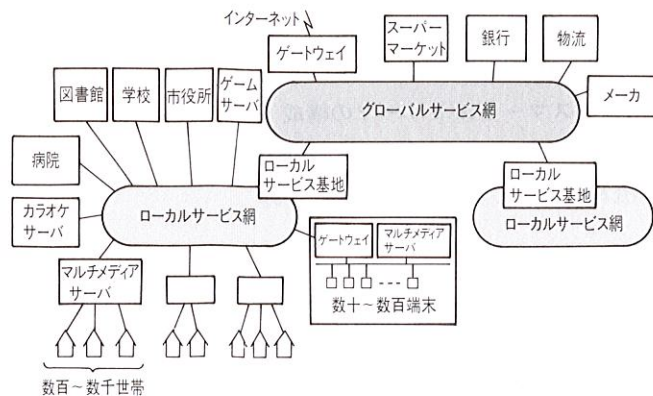 インターネット
ゲートウェイ
スーパー
マーケット
銀行
物流
メーカ
グローバルサービス網
図書館
学校
市役所
ゲーム
サーバ
病院
カラオケ
サーバ
ローカル
サービス基地
ローカルサービス網
ローカル
サービス基地
ローカルサービス網
マルチメディア
サーバ
ゲートウェイ
マルチメディア
サーバ
数十～数百端末
数百～数千世帯